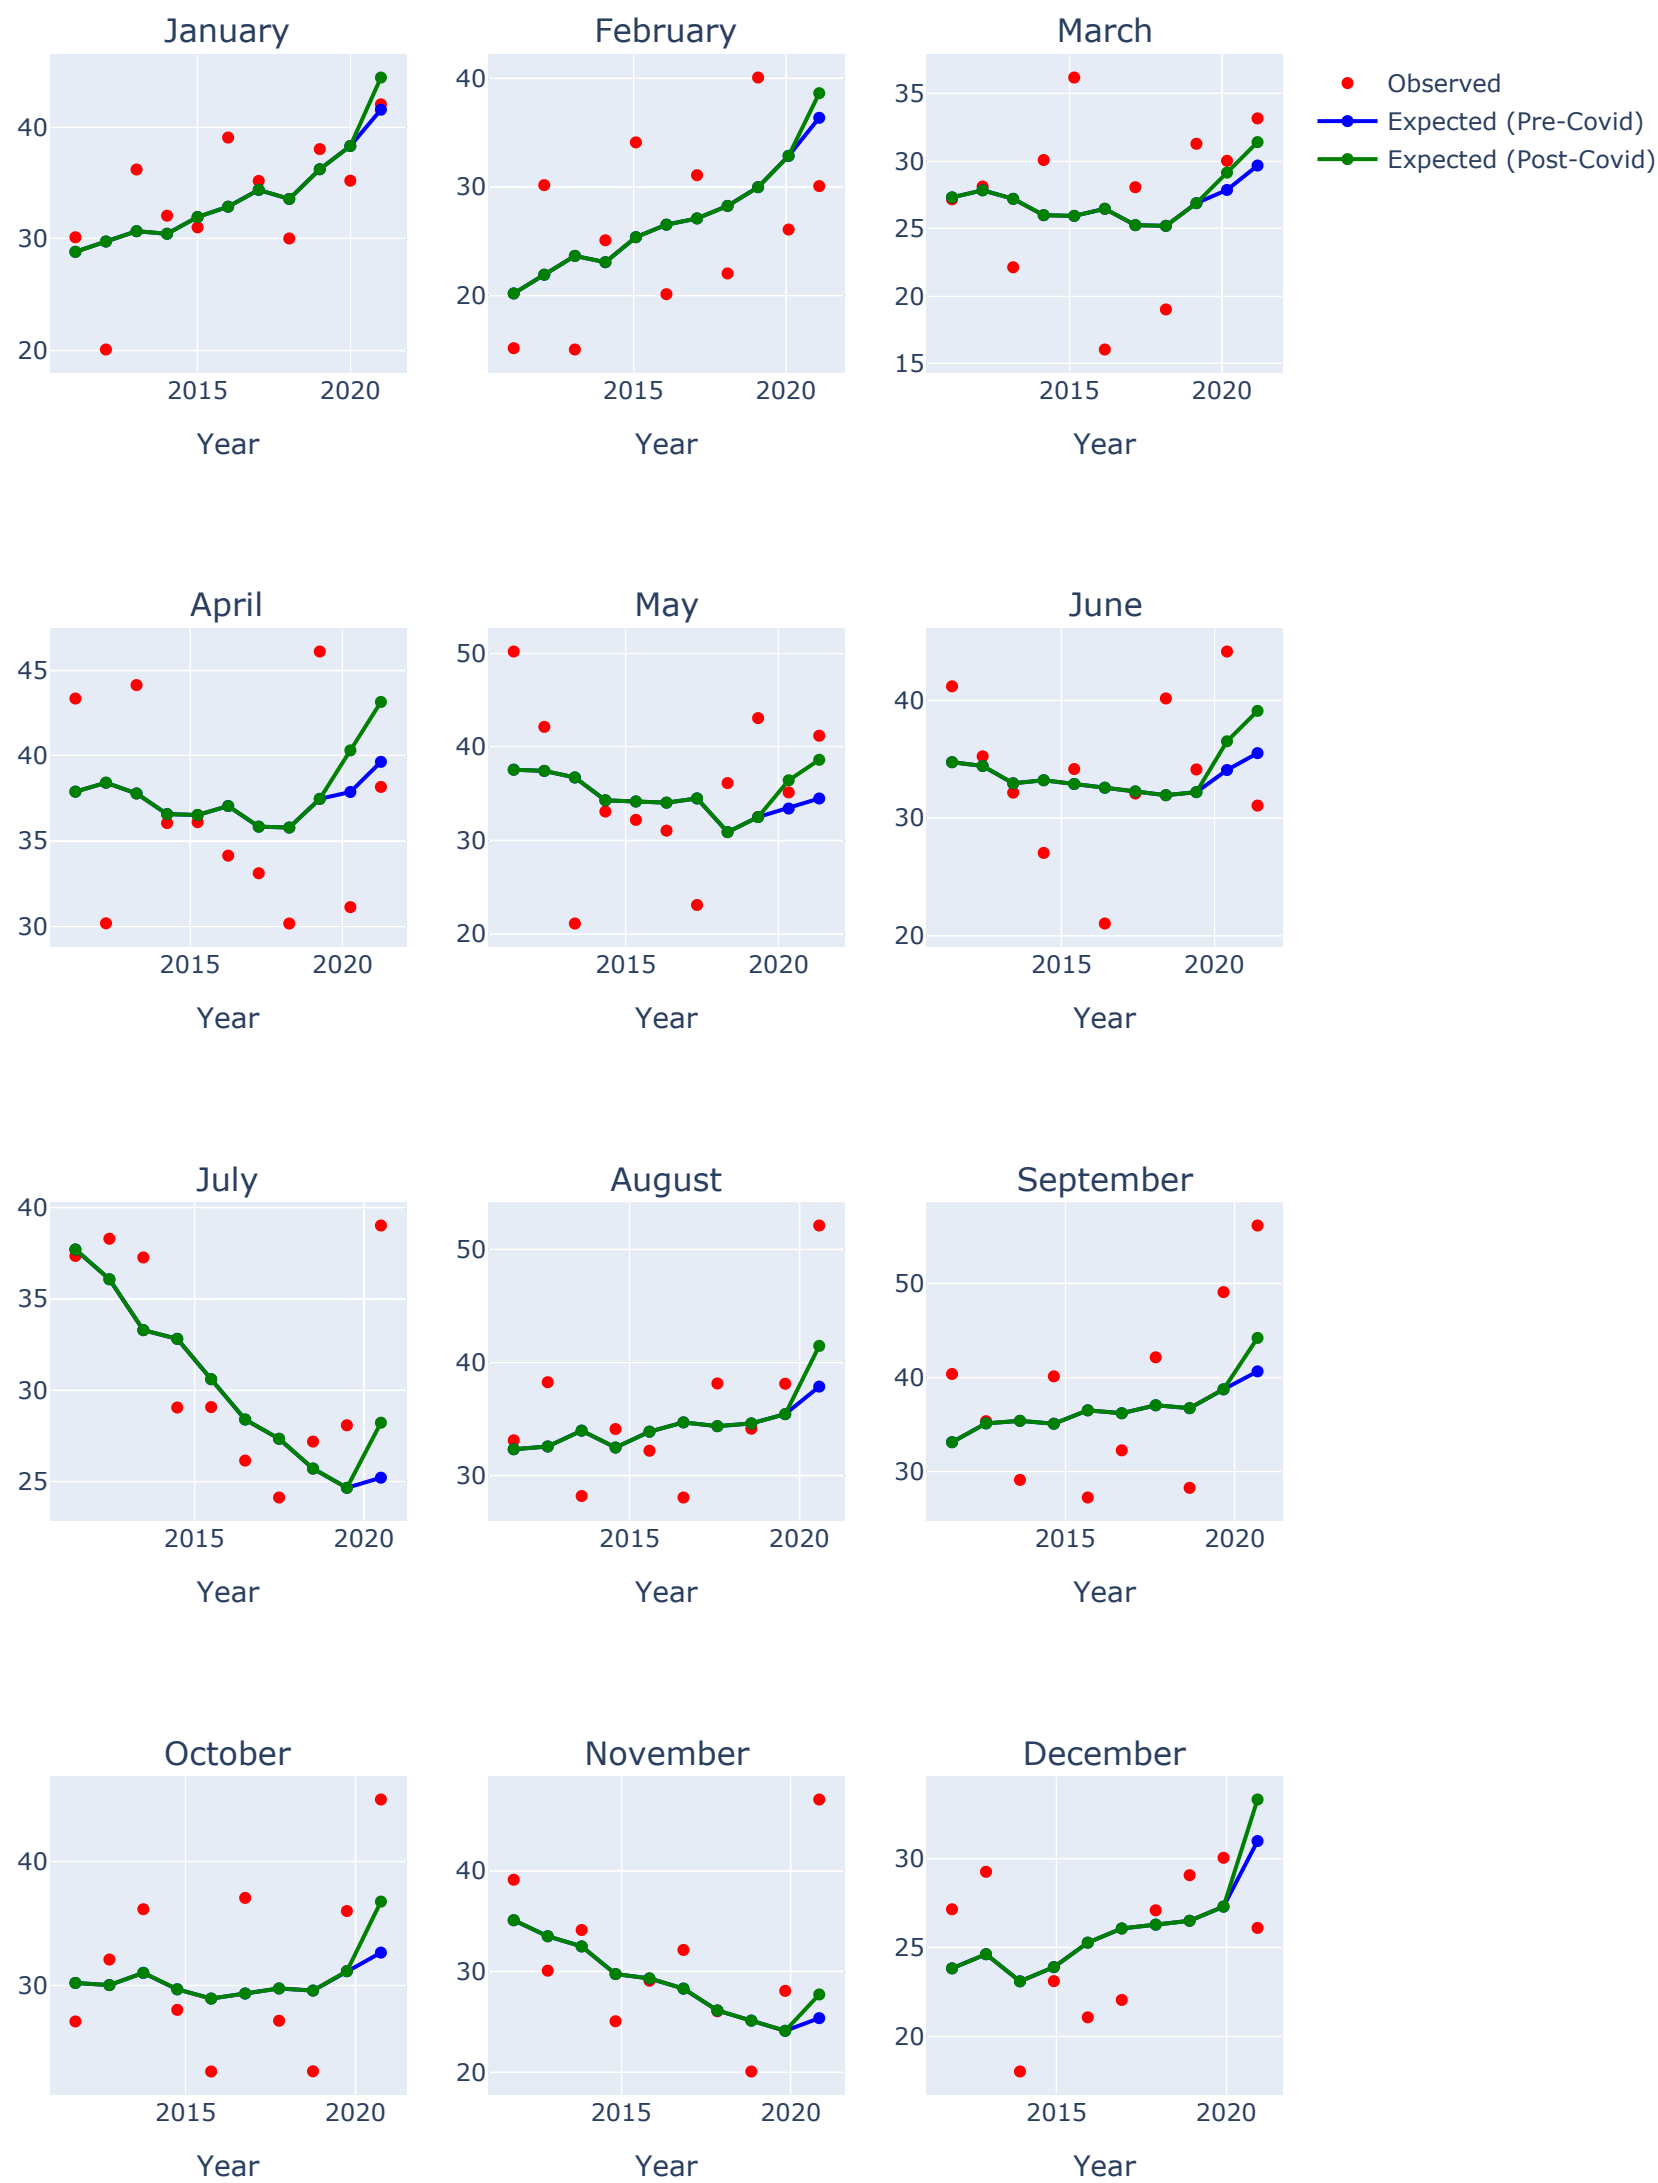 January
February
March
40
30
20
2015
2020
Year
40
30
20
2015
2020
Year
35
30
25
20
15
2015
2020
Year
Observed
Expected (Pre-Covid)
Expected (Post-Covid)
April
May
June
45
40
35
30
2015
2020
Year
50
40
30
20
2015
2020
Year
40
30
20
2015
2020
Year
July
August
September
40
35
30
25
2015
2020
Year
50
40
30
2015
2020
Year
50
40
30
2015
2020
Year
October
November
December
40
30
2015
2020
Year
40
30
20
2015
2020
Year
30
25
20
2015
2020
Year